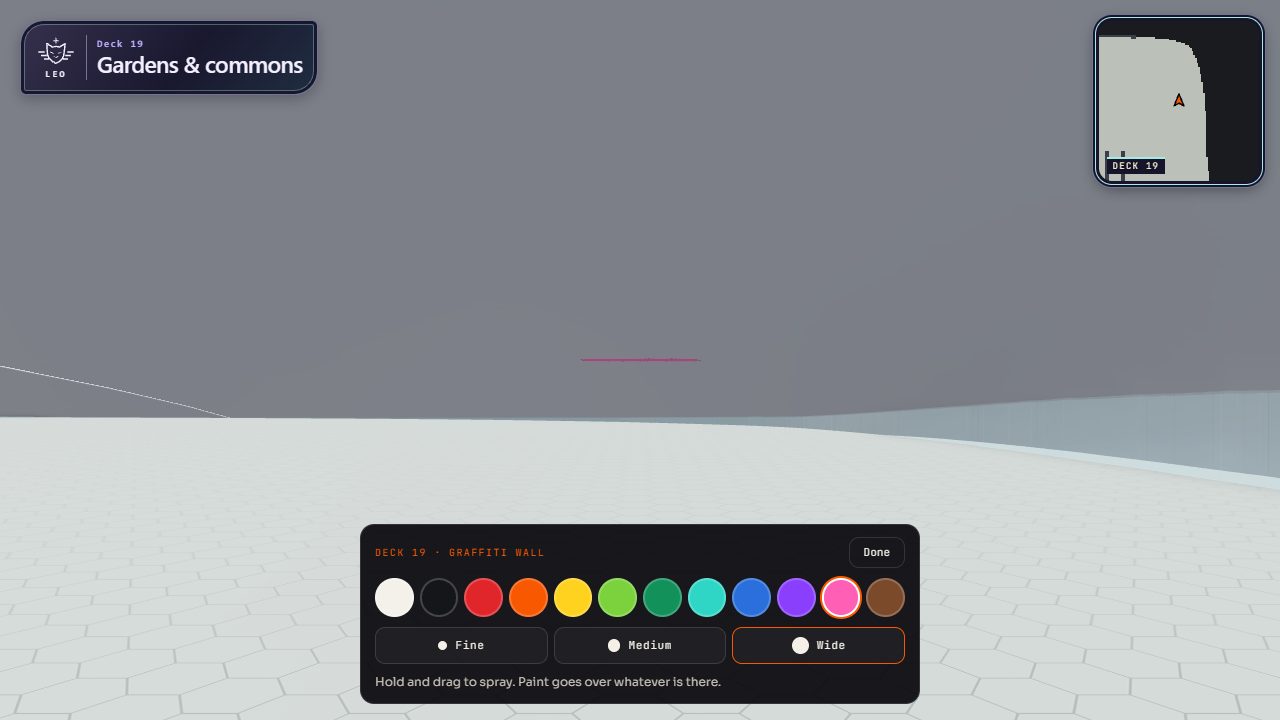 Deck 19
LEO
Gardens & commons
DECK 19
DECK 19 · GRAFFITI WALL
Done
Fine
Medium
Wide
Hold and drag to spray. Paint goes over whatever is there.